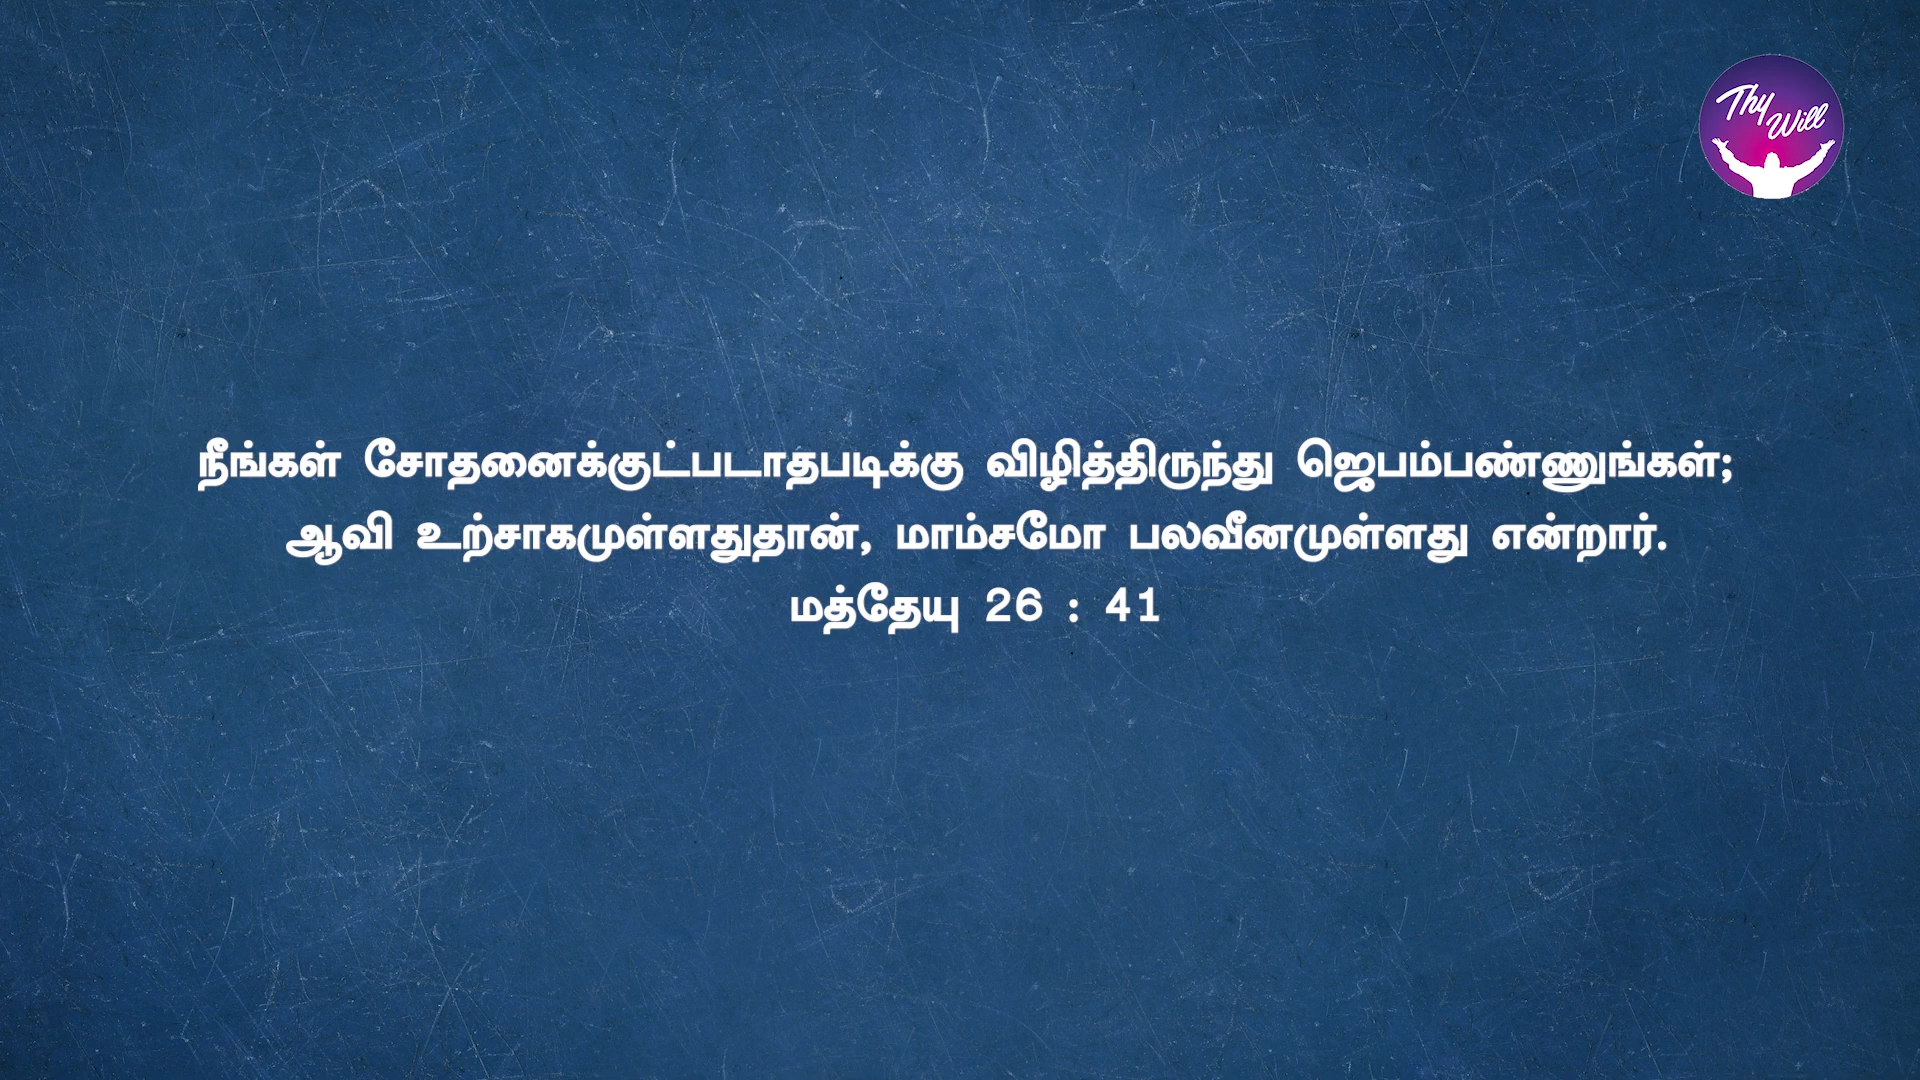 Thy
Will
நீங்கள் சோதனைக்குட்படாதபடிக்கு விழித்திருந்து ஜெபம்பண்ணுங்கள்;
ஆவி உற்சாகமுள்ளதுதான், மாம்சமோ பலவீனமுள்ளது என்றார்.
மத்தேயு 26 : 41